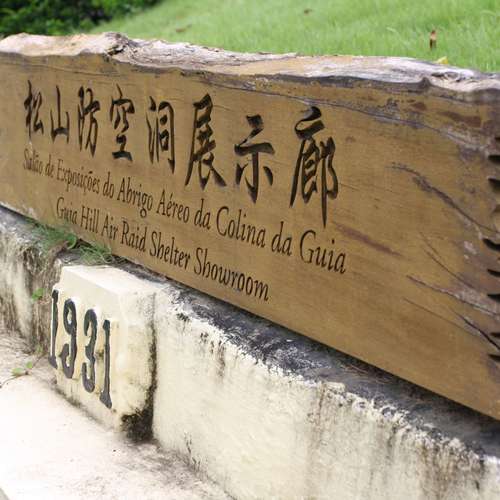 松山防空洞展示廊
Salão de Exposições do Abrigo Aéreo da Colina da Guia
Guia Hill Air Raid Shelter Showroom
1931